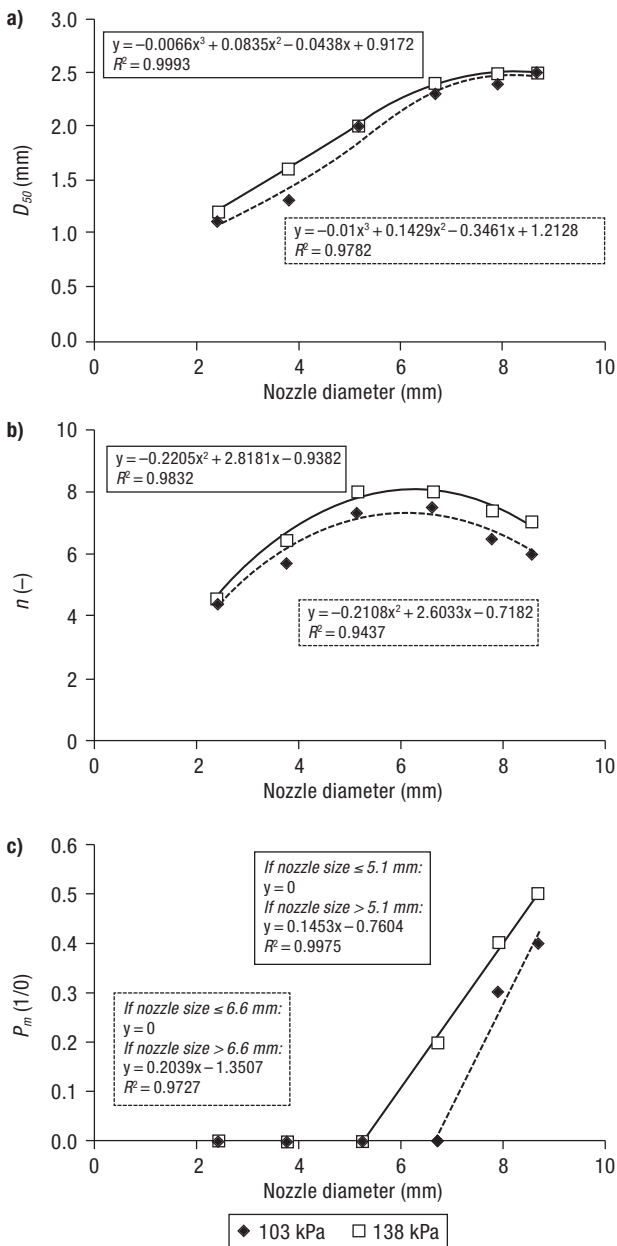 a)
3.0
2.5
2.0
1.5
1.0
0.5
0.0
D50 (mm)
y = −0.0066x³ + 0.0835x² − 0.0438x + 0.9172
R² = 0.9993
y = −0.01x³ + 0.1429x² − 0.3461x + 1.2128
R² = 0.9782
0 2 4 6 8 10
Nozzle diameter (mm)
b)
10
8
6
4
2
0
n (–)
y = −0.2205x² + 2.8181x − 0.9382
R² = 0.9832
y = −0.2108x² + 2.6033x − 0.7182
R² = 0.9437
0 2 4 6 8 10
Nozzle diameter (mm)
c)
0.6
0.5
0.4
0.3
0.2
0.1
0.0
Pm (1/0)
If nozzle size ≤ 5.1 mm:
y = 0
If nozzle size > 5.1 mm:
y = 0.1453x − 0.7604
R² = 0.9975
If nozzle size ≤ 6.6 mm:
y = 0
If nozzle size > 6.6 mm:
y = 0.2039x − 1.3507
R² = 0.9727
0 2 4 6 8 10
Nozzle diameter (mm)
103 kPa 138 kPa